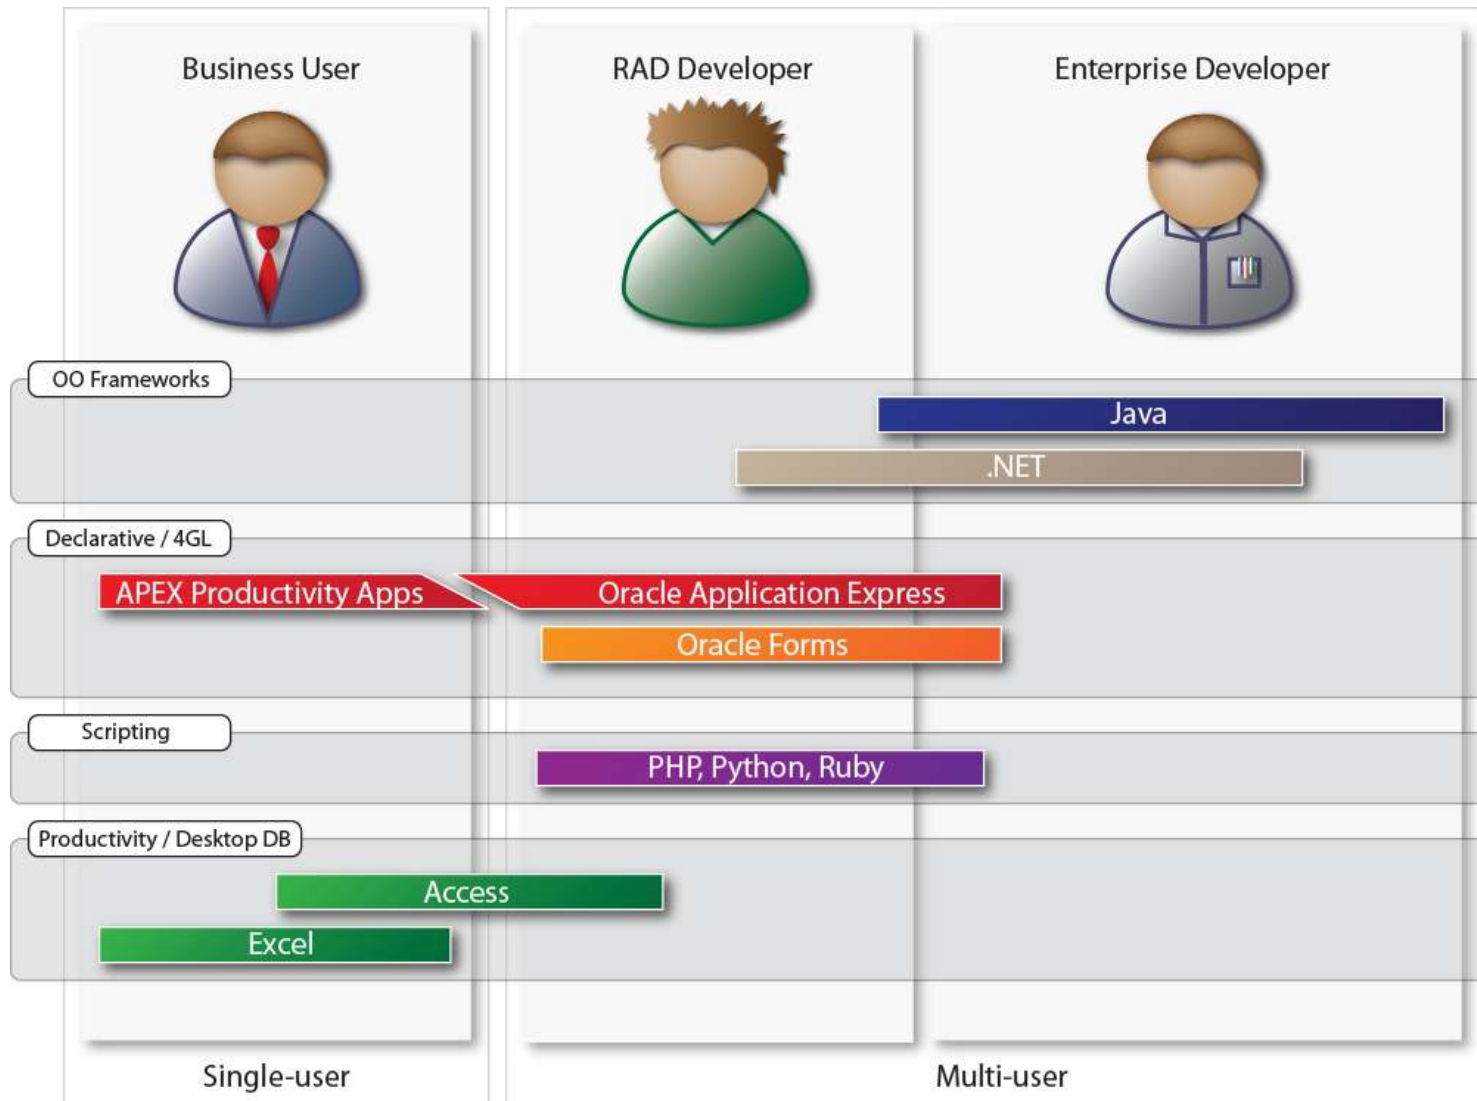 Business User
RAD Developer
Enterprise Developer
OO Frameworks
Java
.NET
Declarative / 4GL
APEX Productivity Apps
Oracle Application Express
Oracle Forms
Scripting
PHP, Python, Ruby
Productivity / Desktop DB
Access
Excel
Single-user
Multi-user